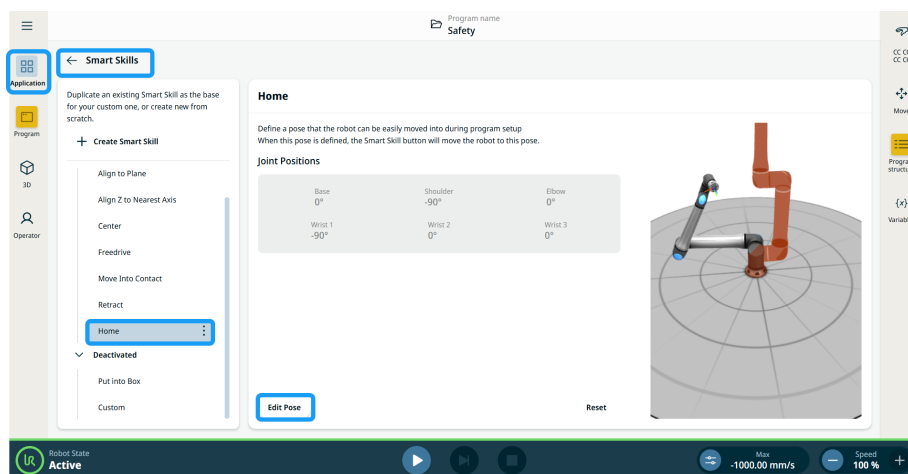 Program name
Safety
Application
Program
3D
Operator
← Smart Skills
Duplicate an existing Smart Skill as the base
for your custom one, or create new from
scratch.
+ Create Smart Skill
Align to Plane
Align Z to Nearest Axis
Center
Freedrive
Move Into Contact
Retract
Home
Deactivated
Put into Box
Custom
Home
Define a pose that the robot can be easily moved into during program setup
When this pose is defined, the Smart Skill button will move the robot to this pose.
Joint Positions
Base Shoulder Elbow
0° -90° 0°
Wrist 1 Wrist 2 Wrist 3
-90° 0° 0°
Edit Pose Reset
Move
{x}
UR
Robot State
Active
Max
-1000.00 mm/s
Speed
100 %